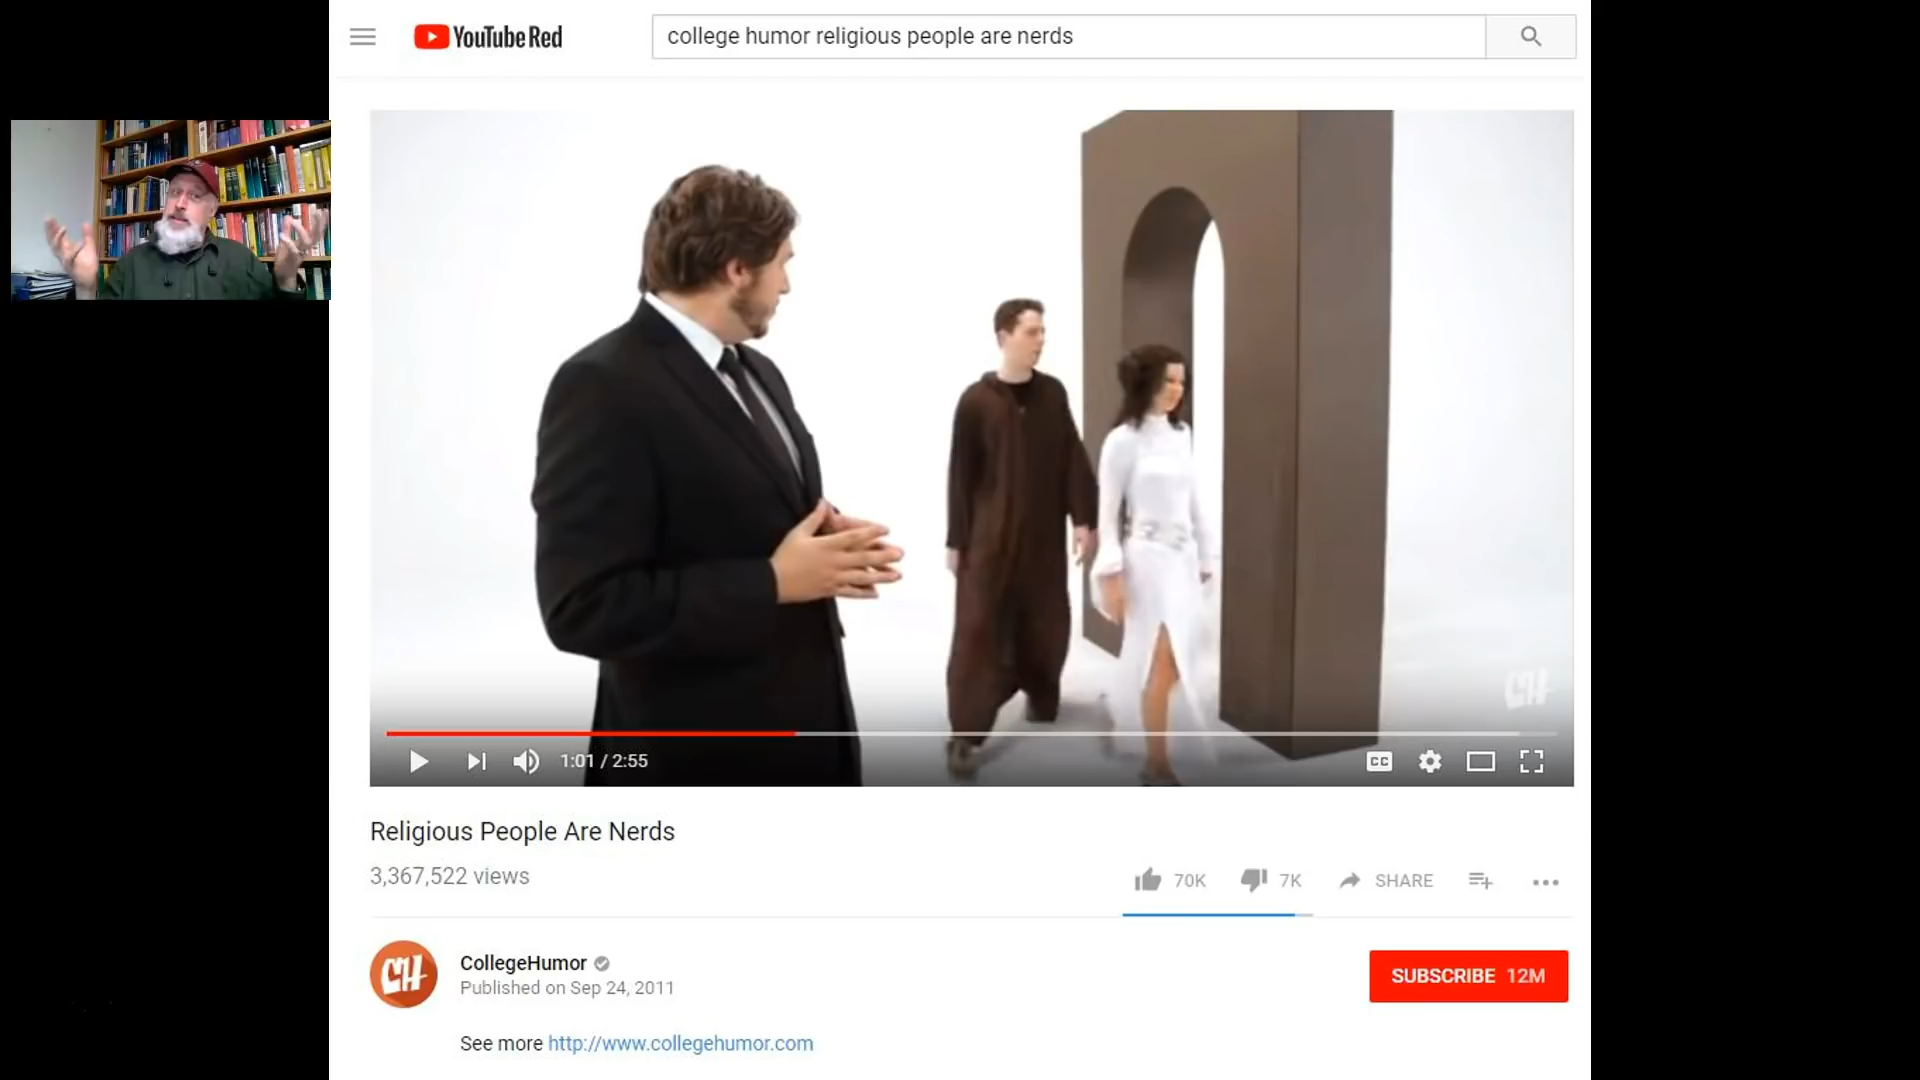 YouTube Red
college humor religious people are nerds
CH
1:01 / 2:55
CC
Religious People Are Nerds
3,367,522 views
70K
7K
SHARE
CH
CollegeHumor
Published on Sep 24, 2011
SUBSCRIBE 12M
See more http://www.collegehumor.com